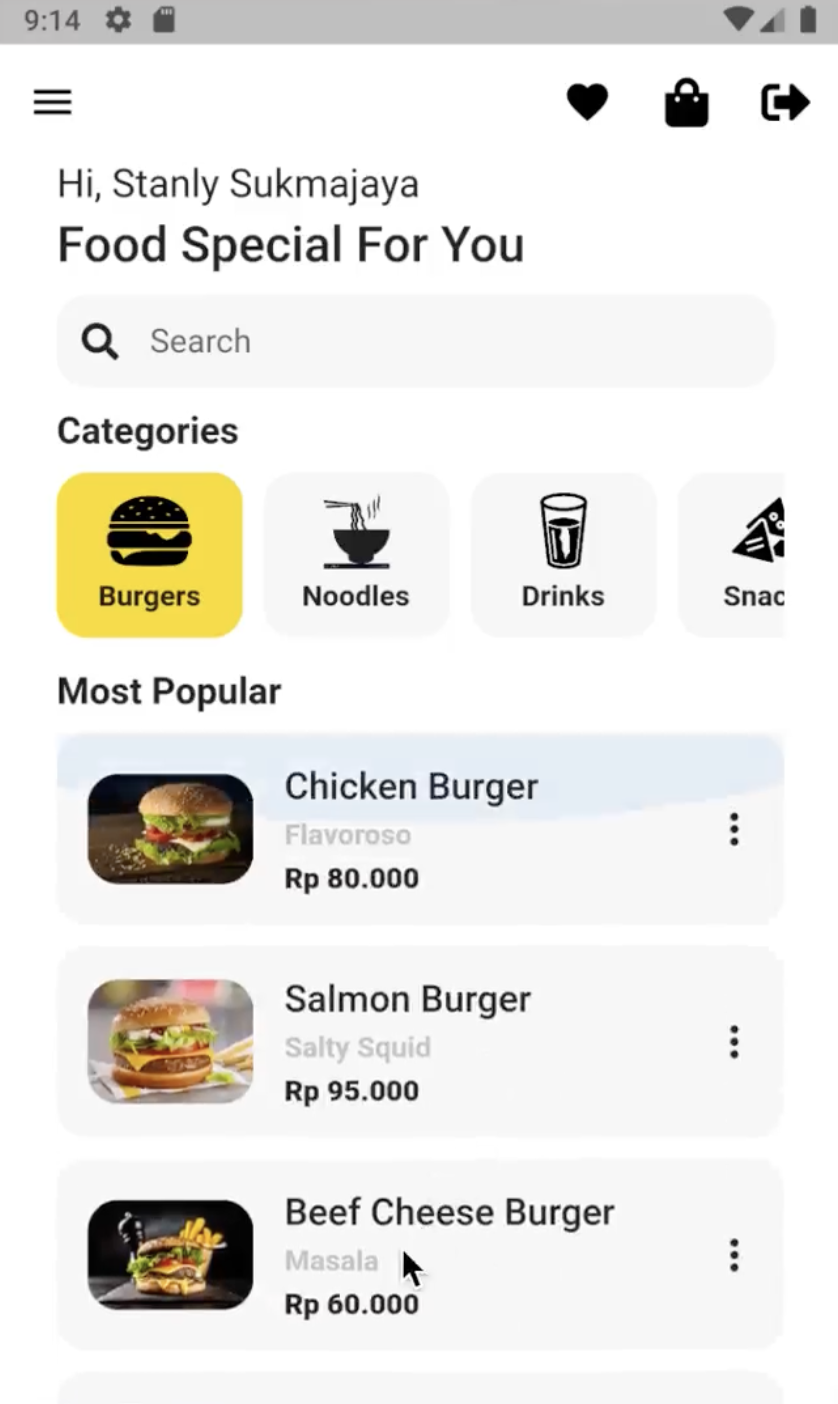 9:14
Hi, Stanly Sukmajaya
Food Special For You
Search
Categories
Burgers
Noodles
Drinks
Snac
Most Popular
Chicken Burger
Flavoroso
Rp 80.000
Salmon Burger
Salty Squid
Rp 95.000
Beef Cheese Burger
Masala
Rp 60.000